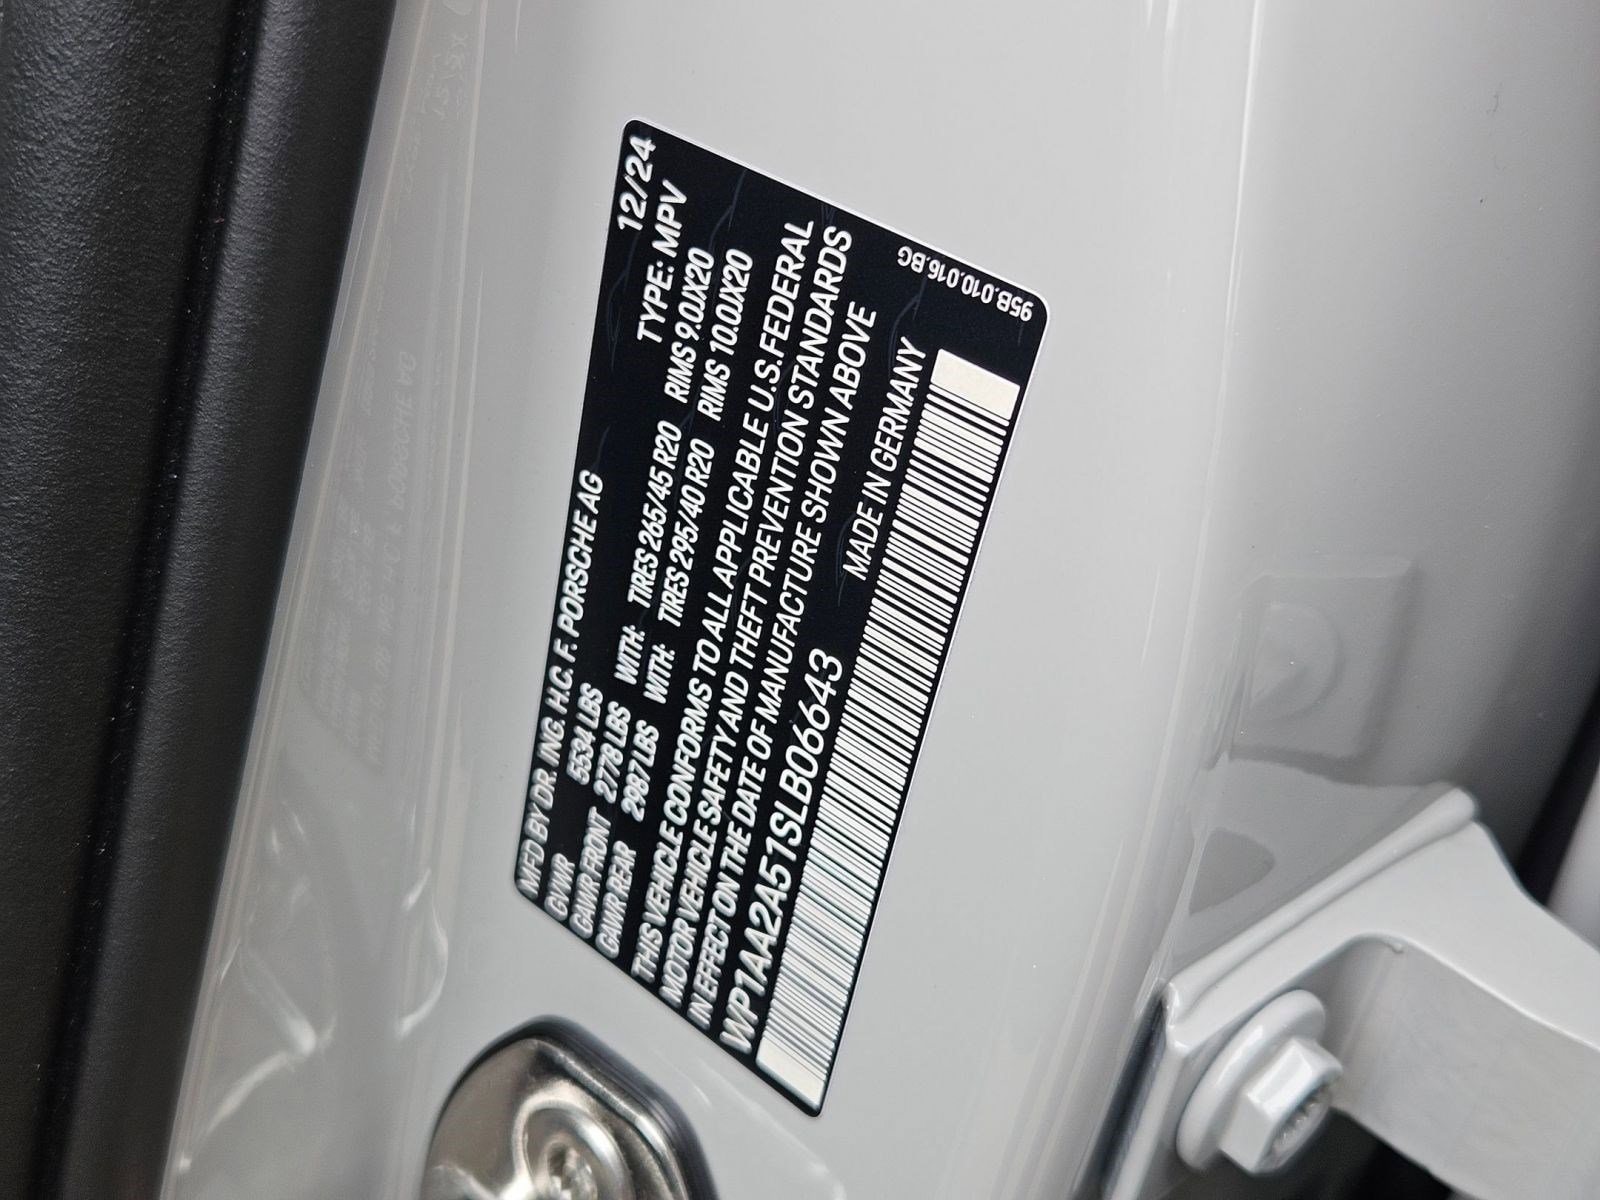 MFD BY DR. ING. H.C. F. PORSCHE AG 12/24
GVWR 5534 LBS TYPE: MPV
GAWR FRONT 2778 LBS WITH: TIRES 265/45 R20 RIMS 9.0JX20
GAWR REAR 2987 LBS WITH: TIRES 295/40 R20 RIMS 10.0JX20
THIS VEHICLE CONFORMS TO ALL APPLICABLE U.S. FEDERAL
MOTOR VEHICLE SAFETY AND THEFT PREVENTION STANDARDS
IN EFFECT ON THE DATE OF MANUFACTURE SHOWN ABOVE
WP1AA2A51SLB06643 MADE IN GERMANY
95B.010.016.BG